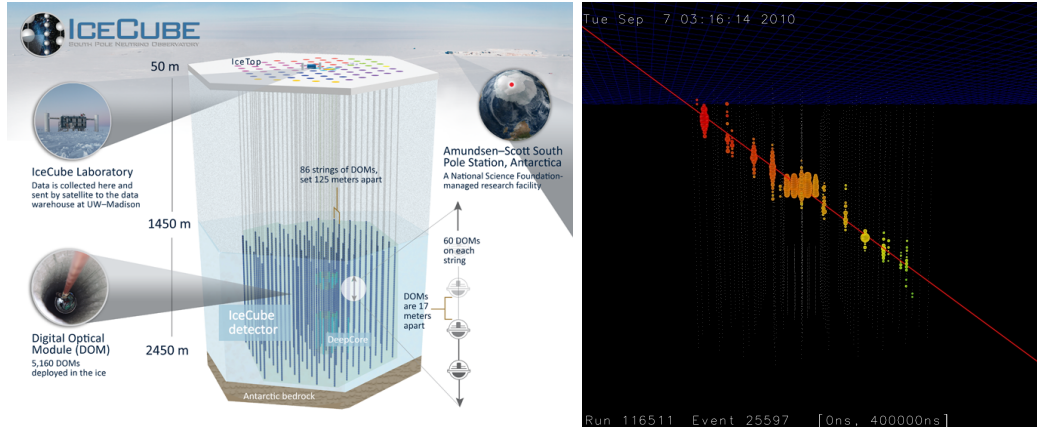 ICECUBE
SOUTH POLE NEUTRINO OBSERVATORY
IceTop
50 m
IceCube Laboratory
Data is collected here and
sent by satellite to the data
warehouse at UW–Madison
Amundsen–Scott South
Pole Station, Antarctica
A National Science Foundation-
managed research facility
86 strings of DOMs,
set 125 meters apart
1450 m
60 DOMs
on each
string
DOMs
are 17
meters
apart
IceCube
detector
DeepCore
Digital Optical
Module (DOM)
5,160 DOMs
deployed in the ice
2450 m
Antarctic bedrock
Tue Sep 7 03:16:14 2010
Run 116511 Event 25597 [0ns, 400000ns]